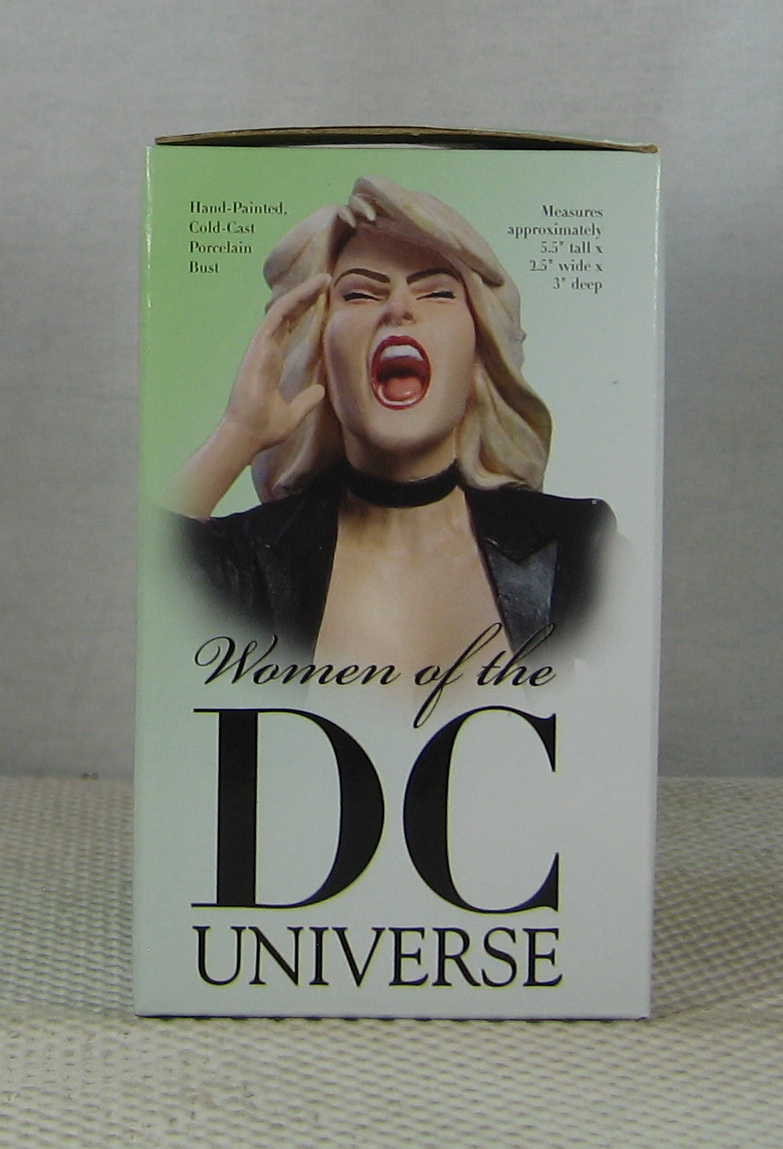 Hand-Painted,
Cold-Cast
Porcelain
Bust
Measures
approximately
5.5" tall x
2.5" wide x
3" deep
Women of the
DC
UNIVERSE